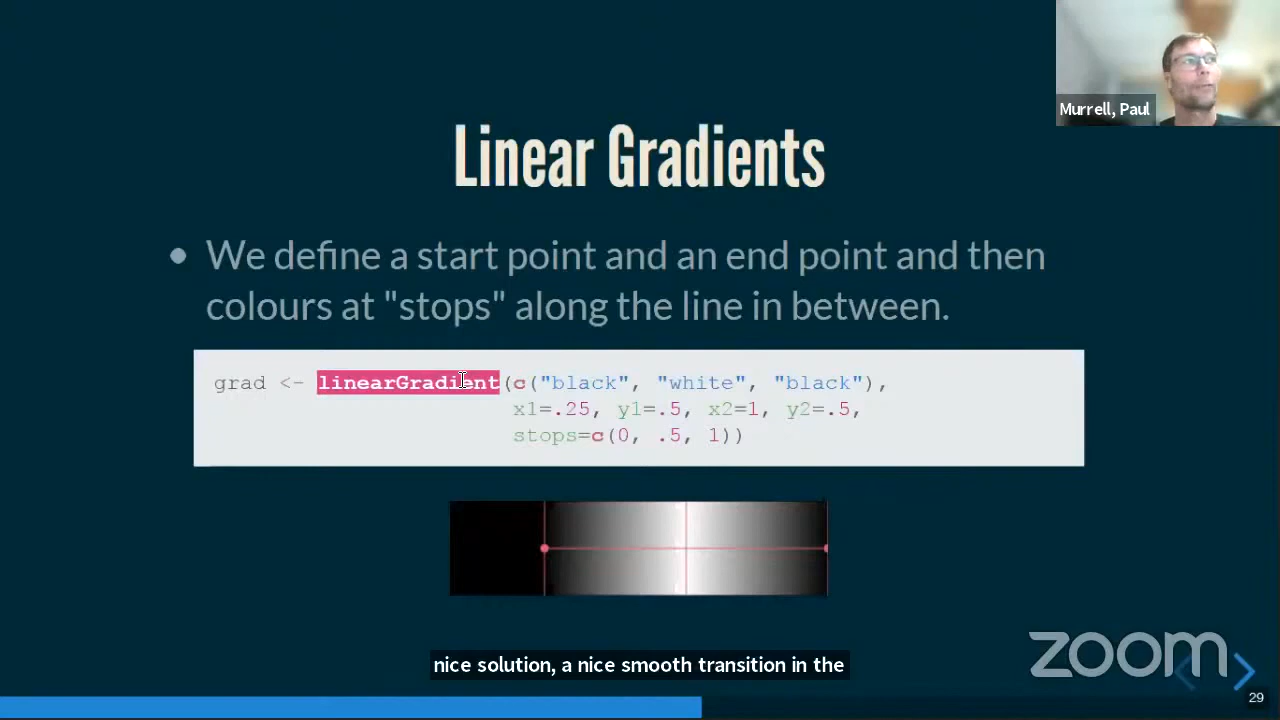 Murrell, Paul
Linear Gradients
We define a start point and an end point and then
colours at "stops" along the line in between.
grad <- linearGradient(c("black", "white", "black"),
x1=.25, y1=.5, x2=1, y2=.5,
stops=c(0, .5, 1))
nice solution, a nice smooth transition in the
zoom
29